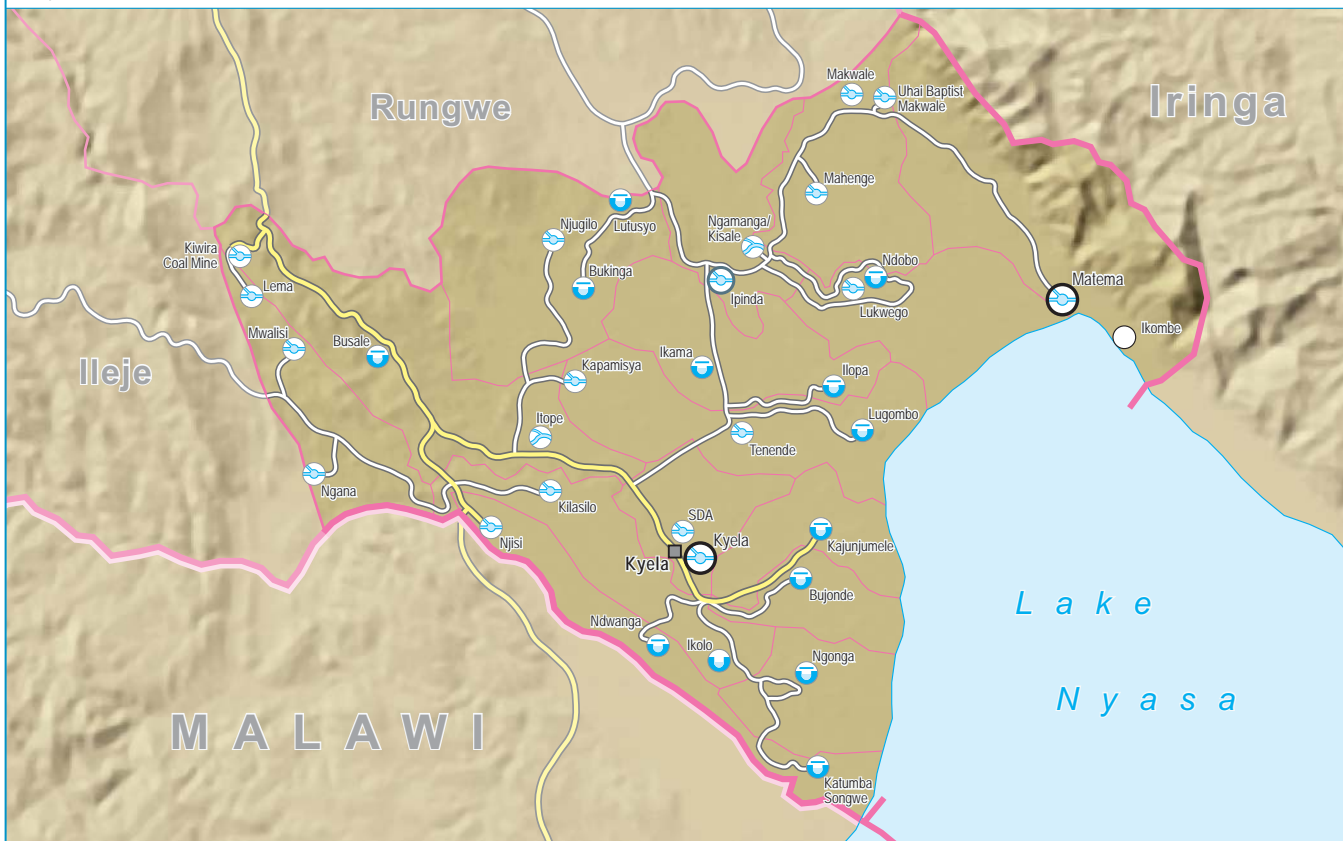 Rungwe
Iringa
Makwale
Uhai Baptist
Makwale
Mahenge
Njugilo
Lutusyo
Ngamanga/
Kisale
Kiwira
Coal Mine
Ndobo
Bukinga
Lema
Ipinda
Lukwego
Matema
Ikombe
Mwalisi
Busale
Ileje
Ikama
Kapamisya
Ilopa
Itope
Lugombo
Tenende
Ngana
Kilasilo
SDA
Njisi
Kyela
Kyela
Kajunjumele
Bujonde
Lake
Nyasa
Ndwanga
Ikolo
Ngonga
MALAWI
Katumba
Songwe